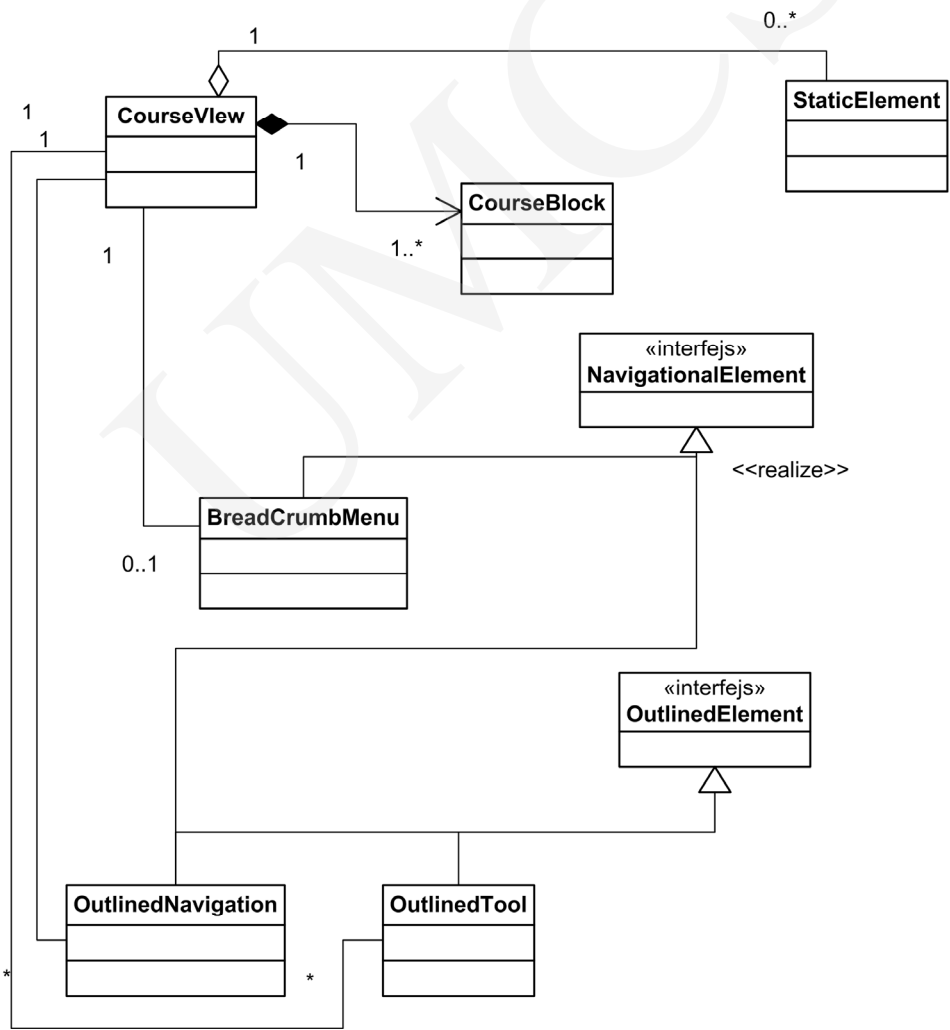 0..*
1
StaticElement
CourseVIew
1
1
1
CourseBlock
1
1..*
«interfejs»
NavigationalElement
<<realize>>
BreadCrumbMenu
0..1
«interfejs»
OutlinedElement
OutlinedNavigation
OutlinedTool
*
*
UMCS